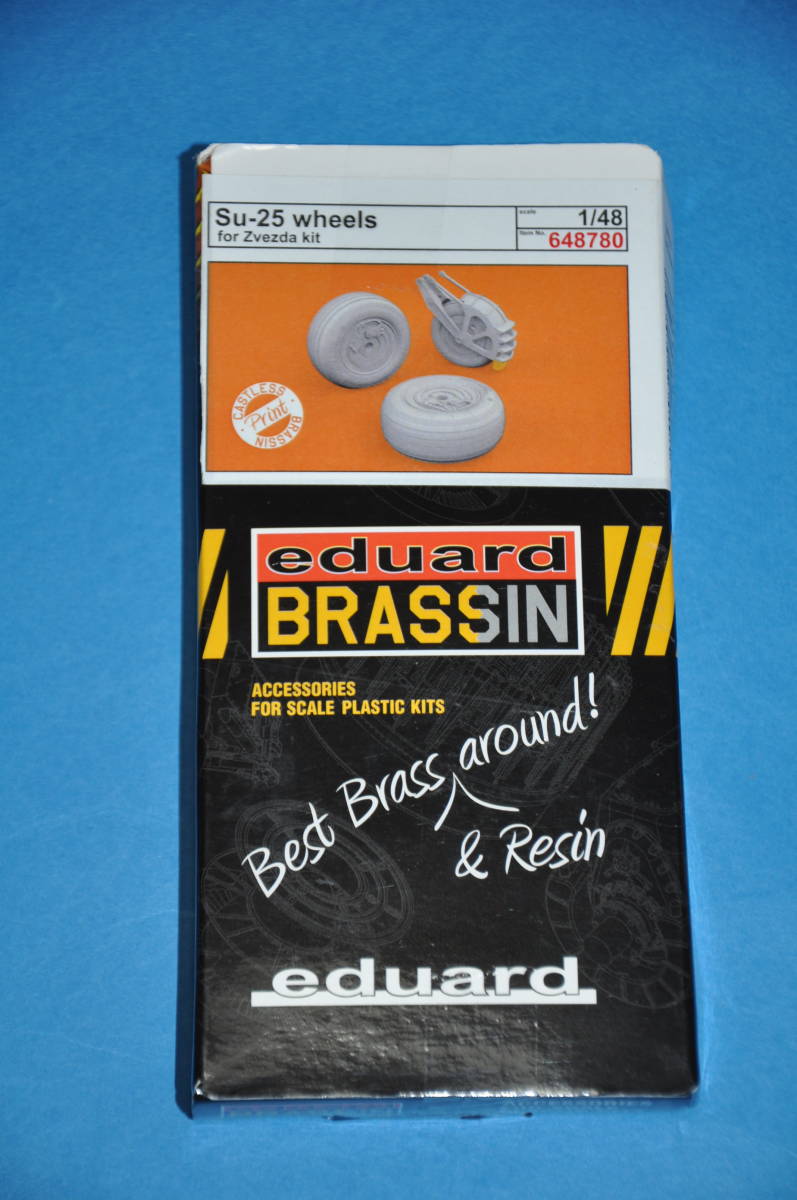 Su-25 wheels
for Zvezda kit
scale
1/48
Item No.
648780
CASTLESS
Print
BRASSIN
eduard
BRASSIN
ACCESSORIES
FOR SCALE PLASTIC KITS
Best Brass around!
& Resin
eduard